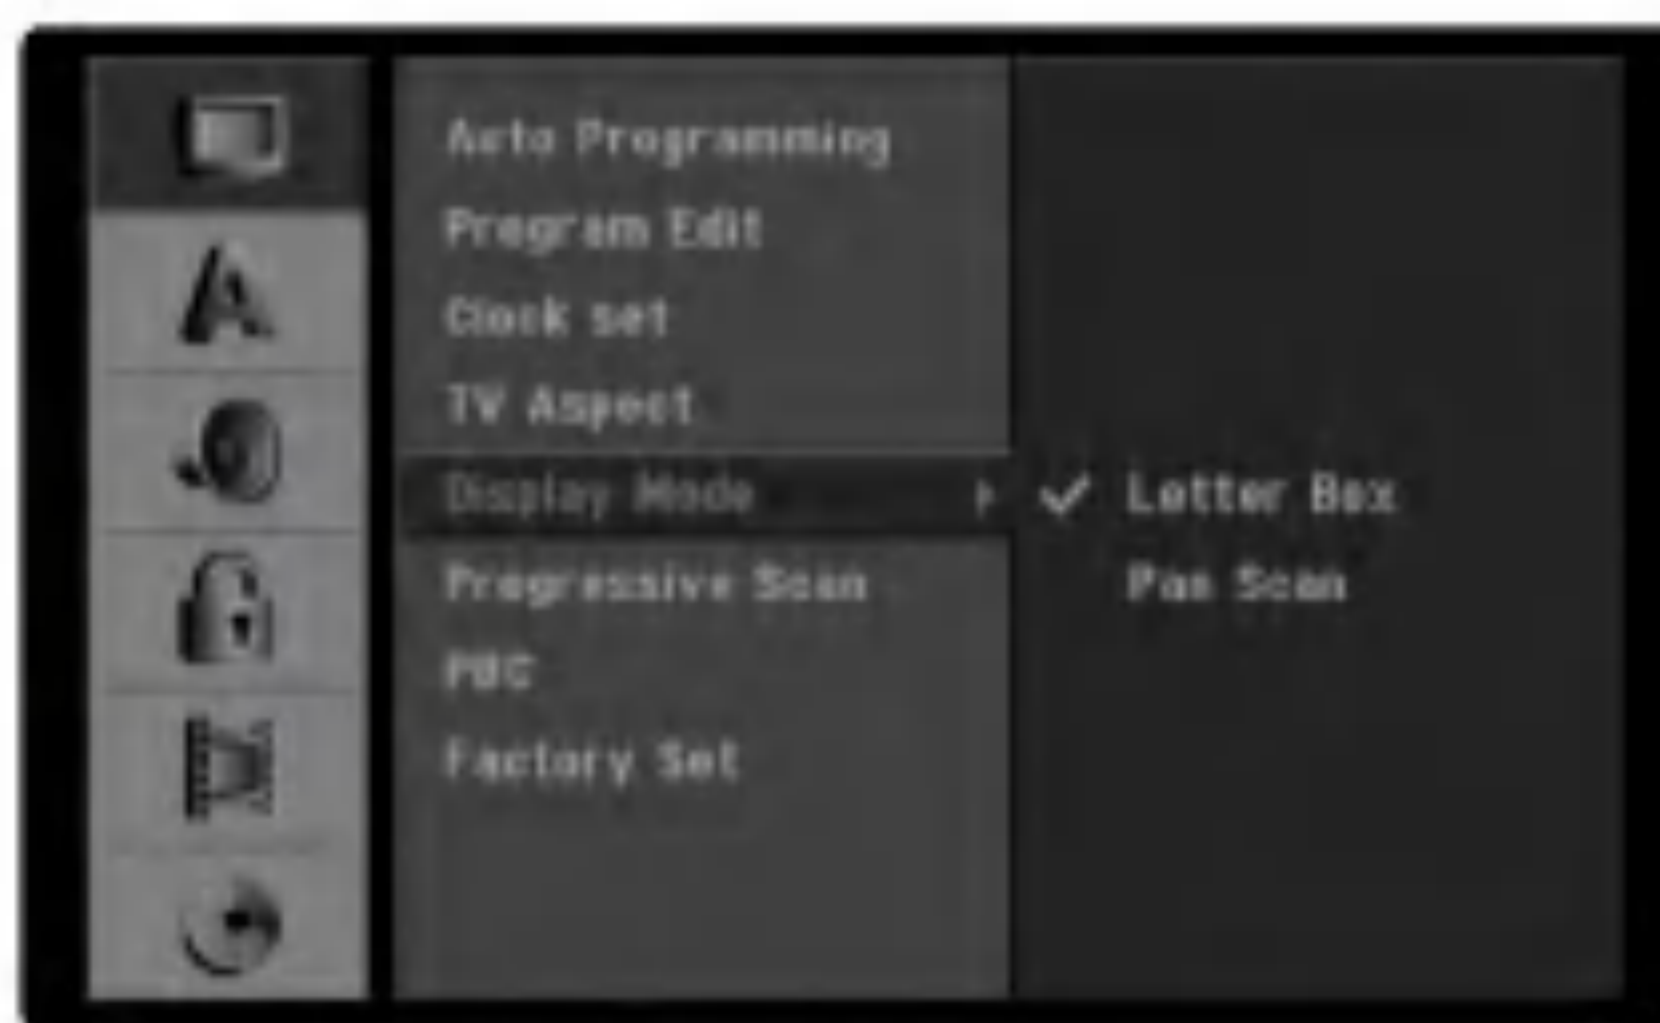 A
Auto Programming
Program Edit
Clock set
TV Aspect
Display Mode
Letter Box
Progressive Scan
Pan Scan
PBC
Factory Set